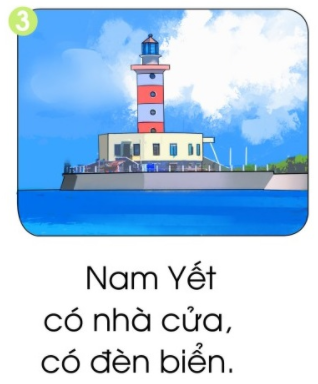 3
Nam Yết
có nhà cửa,
có đèn biển.